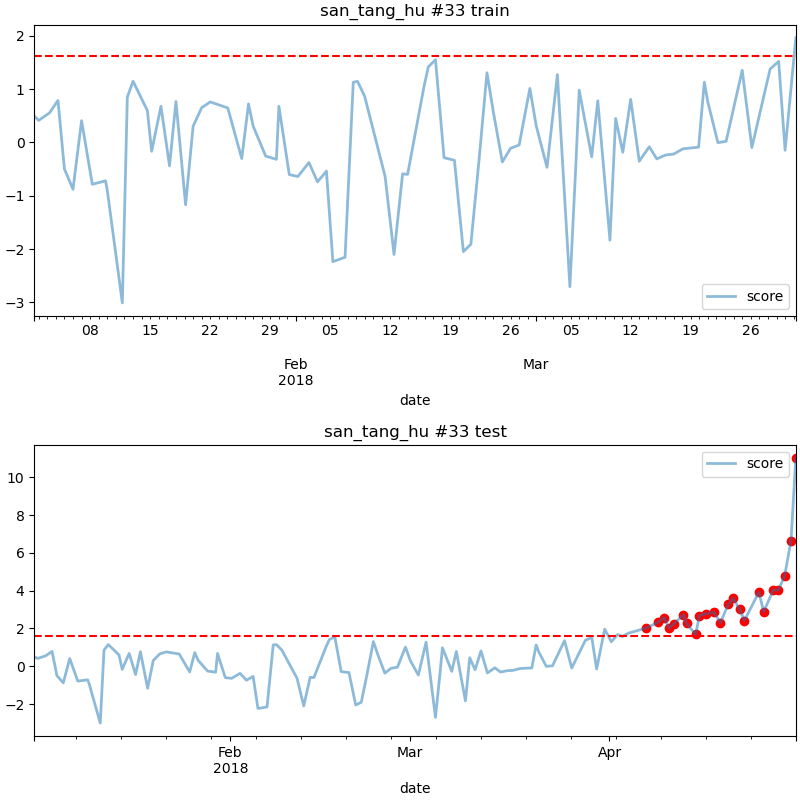 san_tang_hu #33 train
2
1
0
−1
−2
−3
score
08 15 22 29 05 12 19 26 05 12 19 26
Feb Mar
2018
date
san_tang_hu #33 test
score
10
8
6
4
2
0
−2
Feb Mar Apr
2018
date